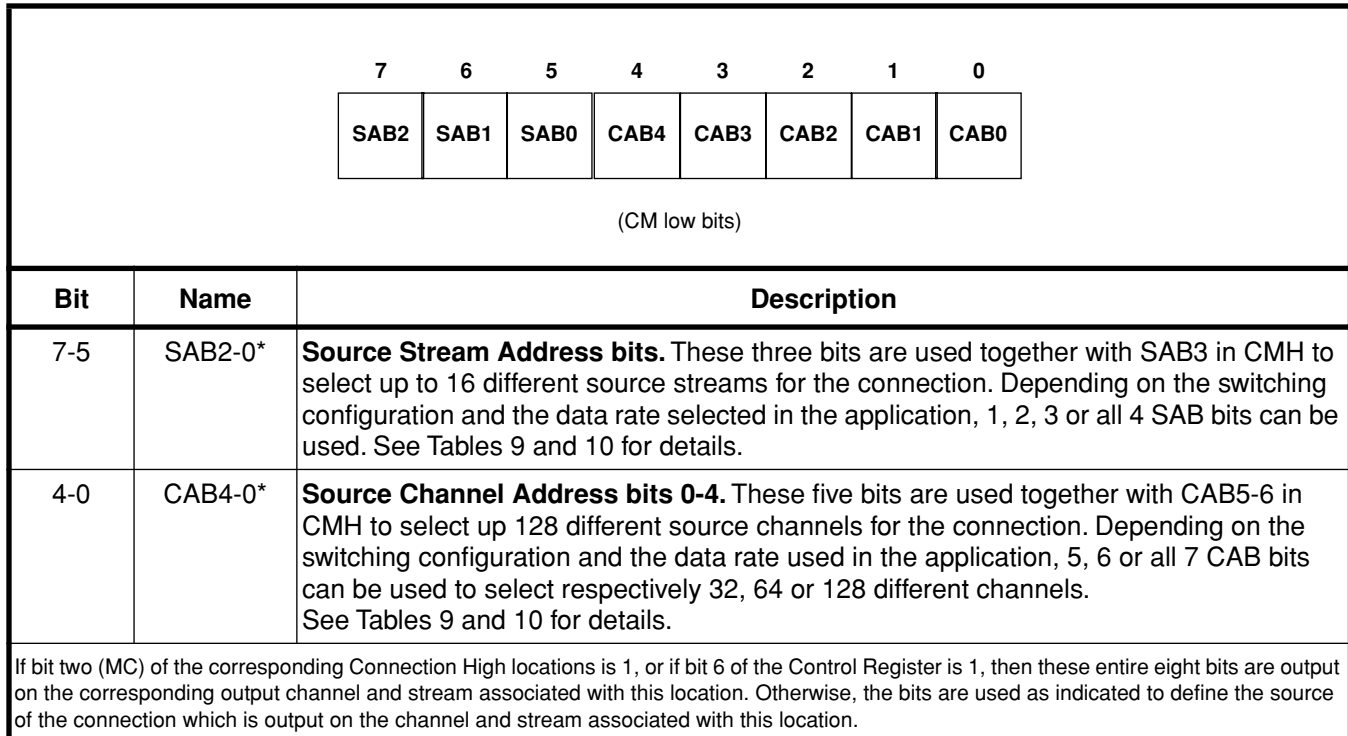 7 6 5 4 3 2 1 0
SAB2 SAB1 SAB0 CAB4 CAB3 CAB2 CAB1 CAB0
(CM low bits)
Bit Name Description
7-5 SAB2-0* Source Stream Address bits. These three bits are used together with SAB3 in CMH to
select up to 16 different source streams for the connection. Depending on the switching
configuration and the data rate selected in the application, 1, 2, 3 or all 4 SAB bits can be
used. See Tables 9 and 10 for details.
4-0 CAB4-0* Source Channel Address bits 0-4. These five bits are used together with CAB5-6 in
CMH to select up 128 different source channels for the connection. Depending on the
switching configuration and the data rate used in the application, 5, 6 or all 7 CAB bits
can be used to select respectively 32, 64 or 128 different channels.
See Tables 9 and 10 for details.
If bit two (MC) of the corresponding Connection High locations is 1, or if bit 6 of the Control Register is 1, then these entire eight bits are output
on the corresponding output channel and stream associated with this location. Otherwise, the bits are used as indicated to define the source
of the connection which is output on the channel and stream associated with this location.